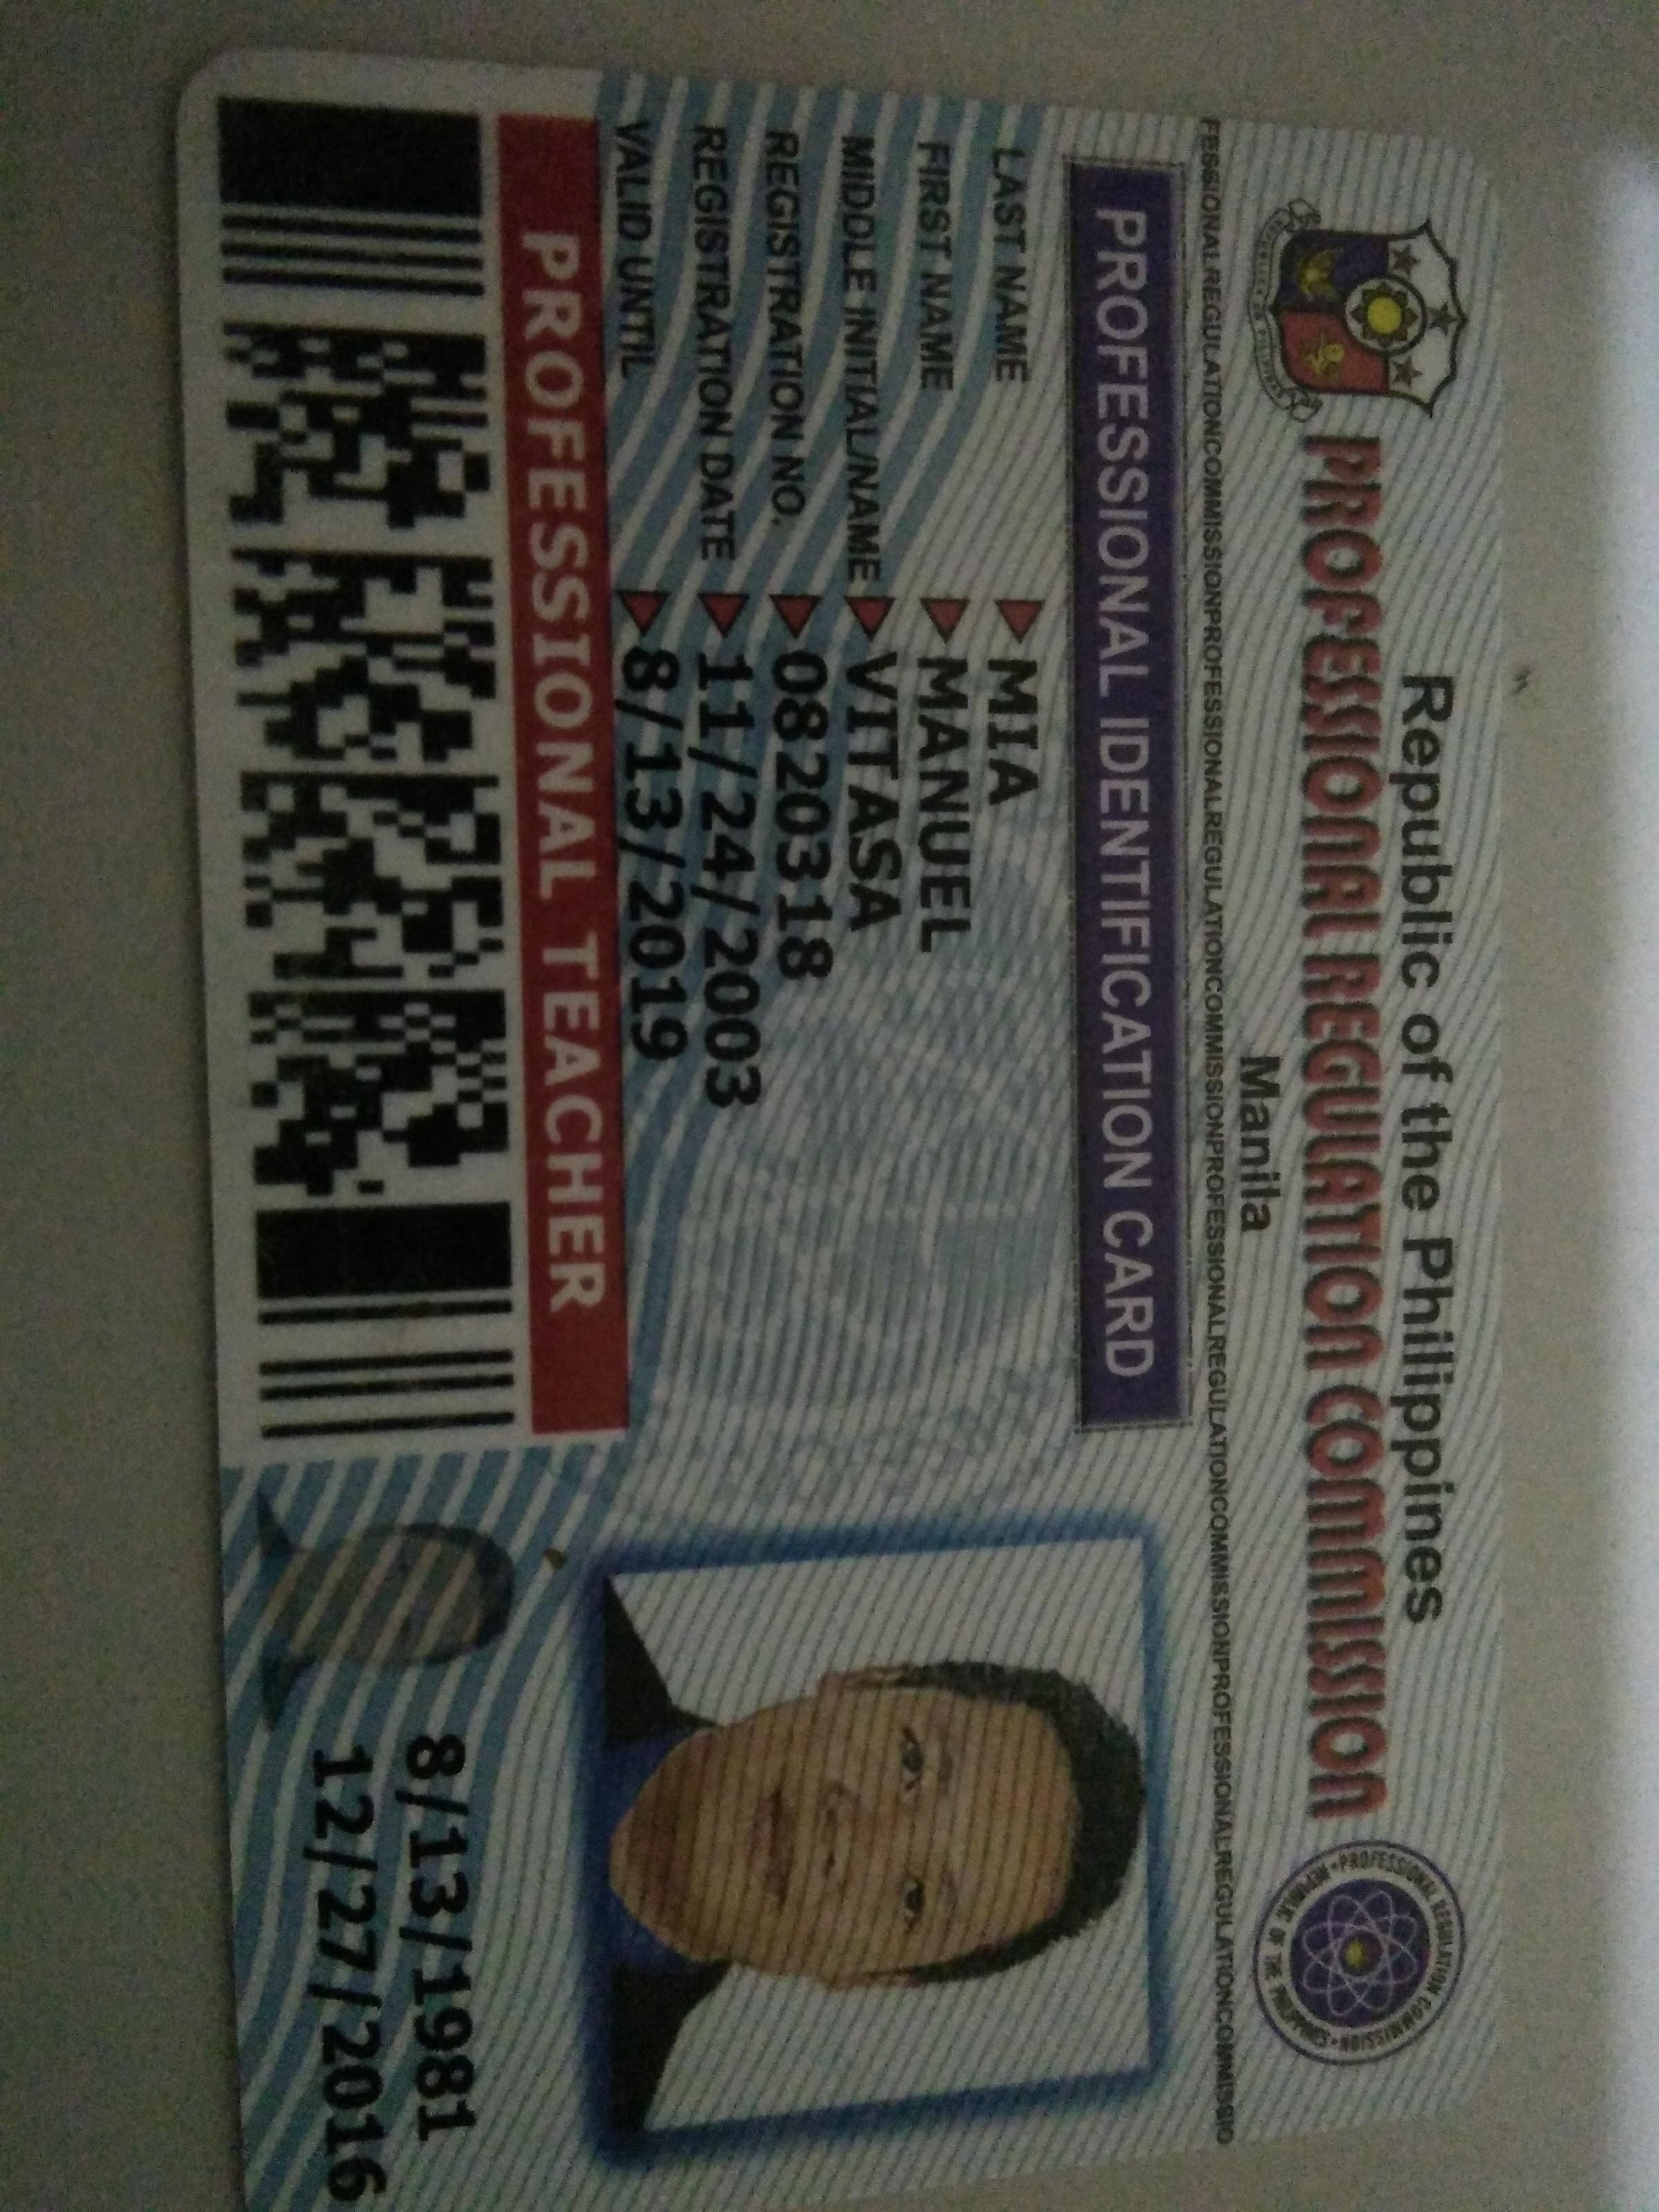 Republic of the Philippines
PROFESSIONAL REGULATION COMMISSION
Manila
FESSIONALREGULATIONCOMMISSIONPROFESSIONALREGULATIONCOMMISSIONPROFESSIONALREGULATIONCOMMISSIONPROFESSIONALREGULATIONCOMMISSIO
PROFESSIONAL IDENTIFICATION CARD
LAST NAME MIA
FIRST NAME MANUEL
MIDDLE INITIAL/NAME VITASA
REGISTRATION NO. 08203318
REGISTRATION DATE 11/24/2003
VALID UNTIL 8/13/2019
PROFESSIONAL TEACHER
8/13/1981
12/27/2016
PROFESSIONAL REGULATION COMMISSION
REPUBLIC OF THE PHILIPPINES